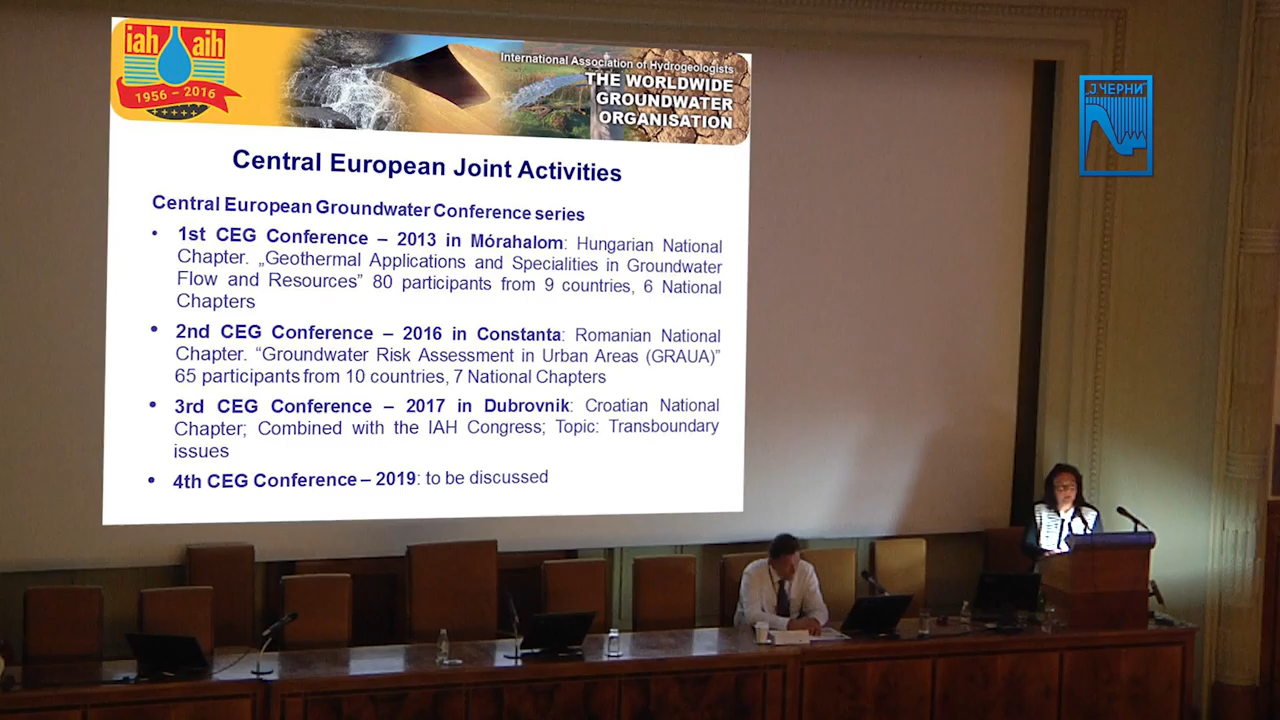 iah aih
1956 – 2016
International Association of Hydrogeologists
THE WORLDWIDE
GROUNDWATER
ORGANISATION
Ј ЧЕРНИ
Central European Joint Activities
Central European Groundwater Conference series
• 1st CEG Conference – 2013 in Mórahalom: Hungarian National
Chapter. „Geothermal Applications and Specialities in Groundwater
Flow and Resources” 80 participants from 9 countries, 6 National
Chapters
• 2nd CEG Conference – 2016 in Constanta: Romanian National
Chapter. “Groundwater Risk Assessment in Urban Areas (GRAUA)”
65 participants from 10 countries, 7 National Chapters
• 3rd CEG Conference – 2017 in Dubrovnik: Croatian National
Chapter; Combined with the IAH Congress; Topic: Transboundary
issues
• 4th CEG Conference – 2019: to be discussed